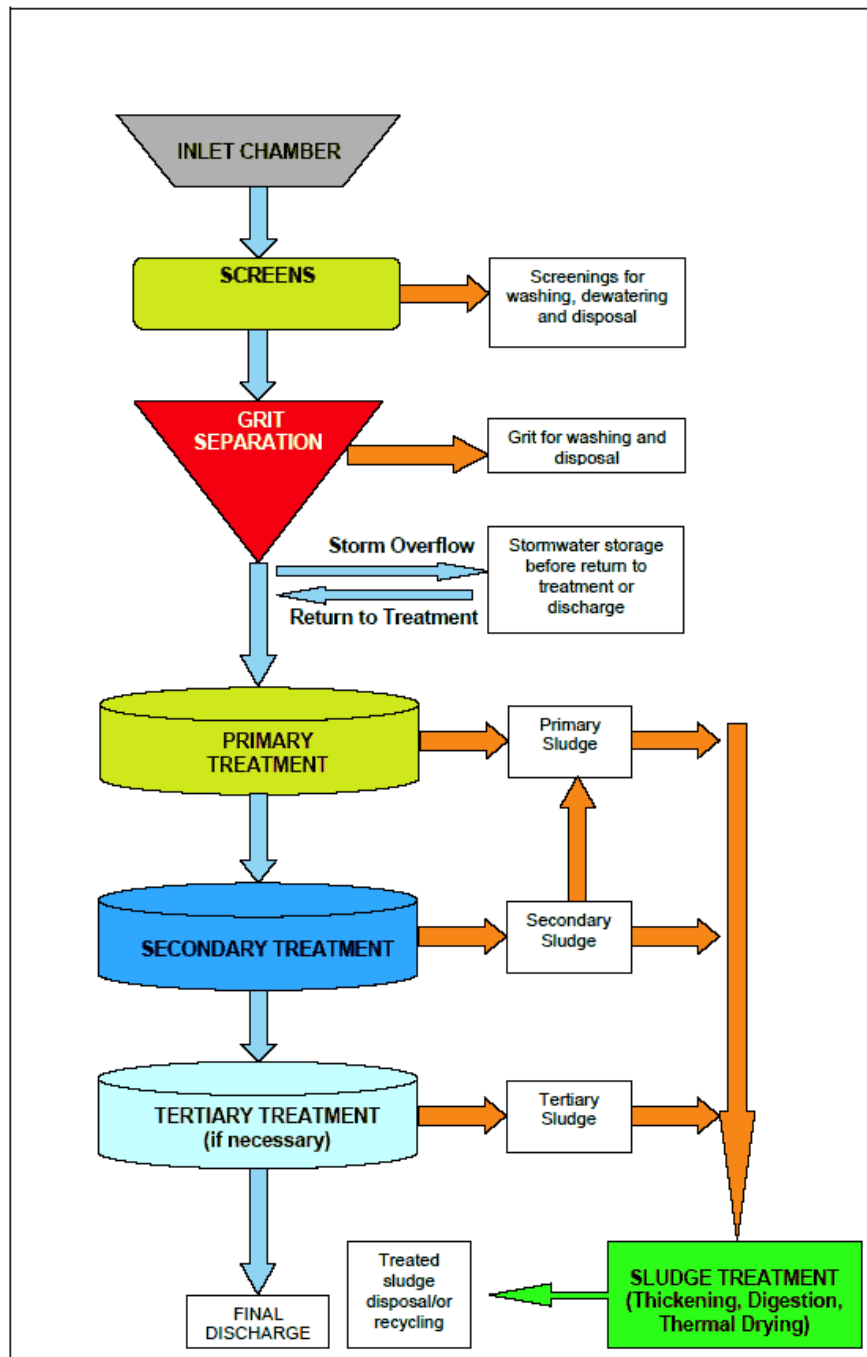 INLET CHAMBER
SCREENS
Screenings for
washing, dewatering
and disposal
GRIT
SEPARATION
Grit for washing and
disposal
Storm Overflow
Return to Treatment
Stormwater storage
before return to
treatment or
discharge
PRIMARY
TREATMENT
Primary
Sludge
SECONDARY TREATMENT
Secondary
Sludge
TERTIARY TREATMENT
(if necessary)
Tertiary
Sludge
FINAL
DISCHARGE
Treated
sludge
disposal/or
recycling
SLUDGE TREATMENT
(Thickening, Digestion,
Thermal Drying)